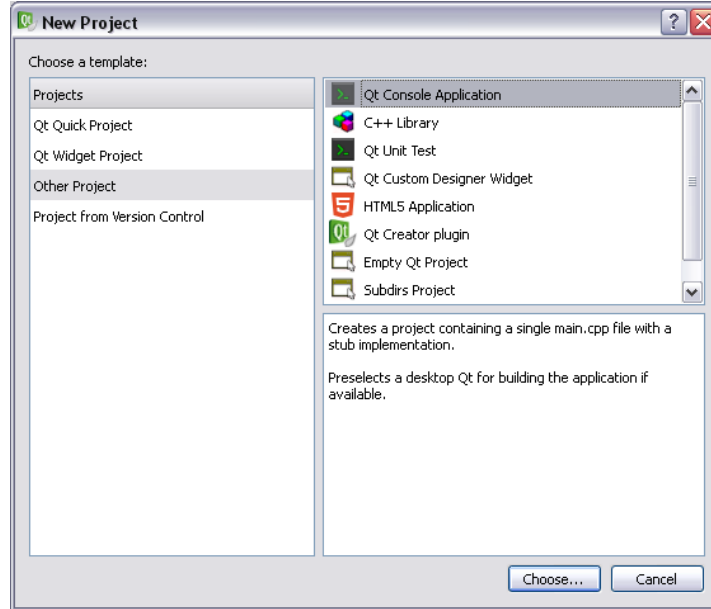 New Project
Choose a template:
Projects
Qt Quick Project
Qt Widget Project
Other Project
Project from Version Control
Qt Console Application
C++ Library
Qt Unit Test
Qt Custom Designer Widget
HTML5 Application
Qt Creator plugin
Empty Qt Project
Subdirs Project
Creates a project containing a single main.cpp file with a
stub implementation.
Preselects a desktop Qt for building the application if
available.
Choose...
Cancel